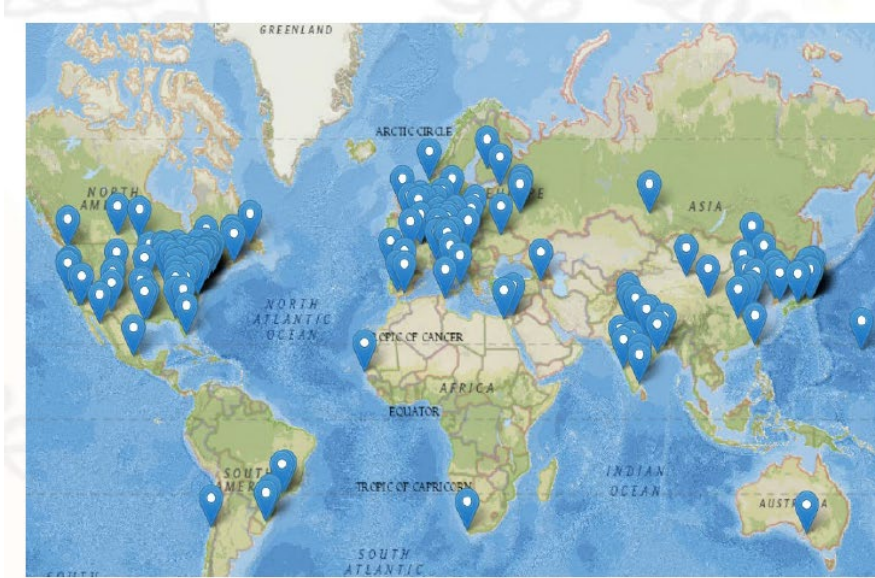 GREENLAND
ARCTIC CIRCLE
NORTH
AM
E
ASIA
NORTH
ATLANTIC
OCEAN
OPIC OF CANCER
AFRICA
EQUATOR
SOUTH
AMER
TROPIC OF CAPRICORN
INDIAN
OCEAN
AUSTR
SOUTH
ATLANTIC